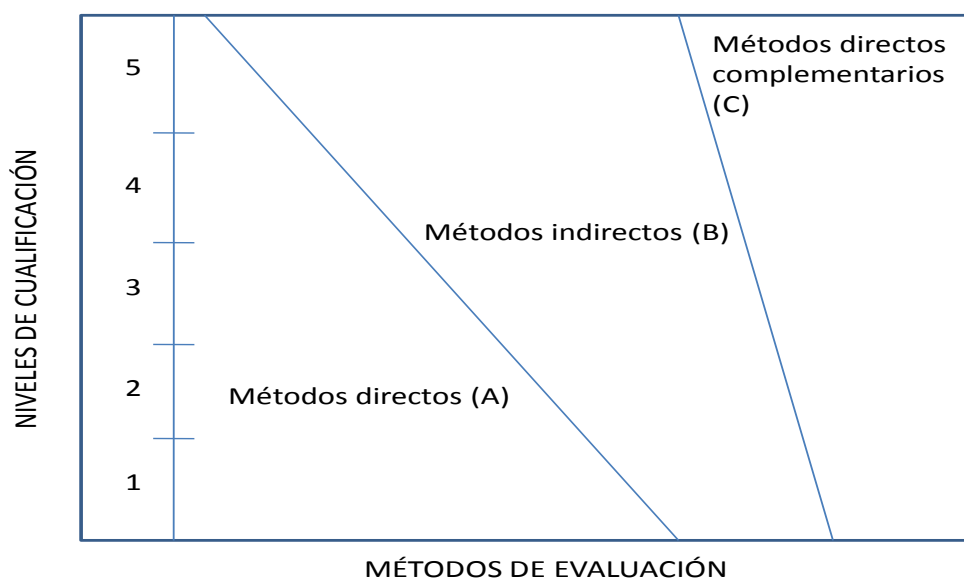 NIVELES DE CUALIFICACIÓN
5
4
3
2
1
Métodos directos
complementarios
(C)
Métodos indirectos (B)
Métodos directos (A)
MÉTODOS DE EVALUACIÓN